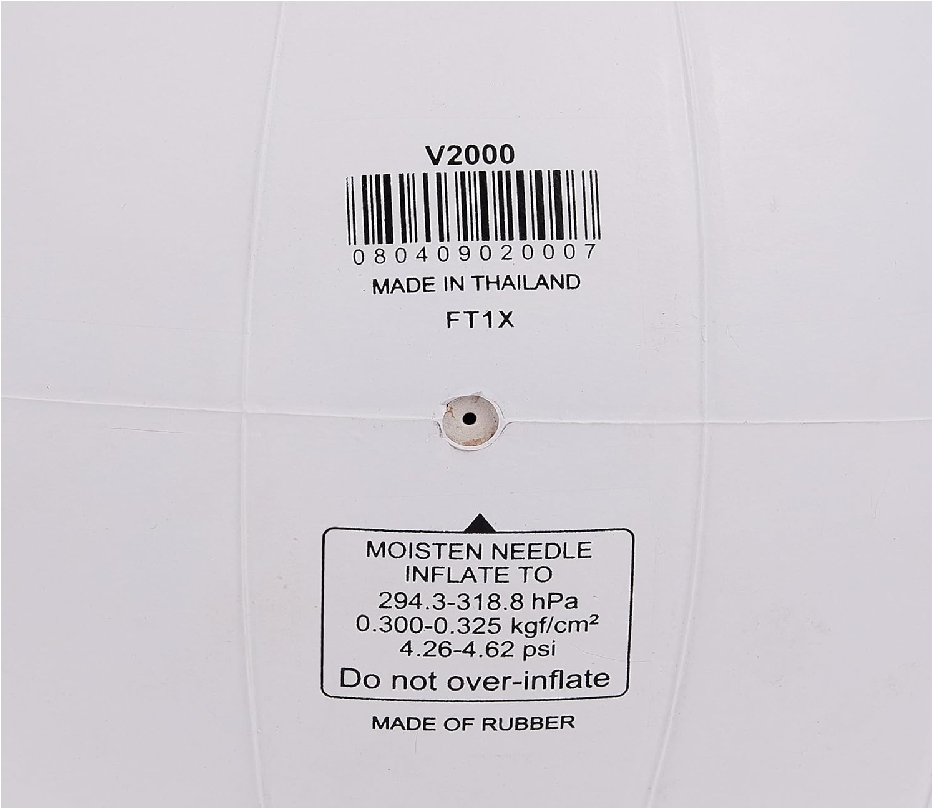 V2000
080409020007
MADE IN THAILAND
FT1X
MOISTEN NEEDLE
INFLATE TO
294.3-318.8 hPa
0.300-0.325 kgf/cm²
4.26-4.62 psi
Do not over-inflate
MADE OF RUBBER